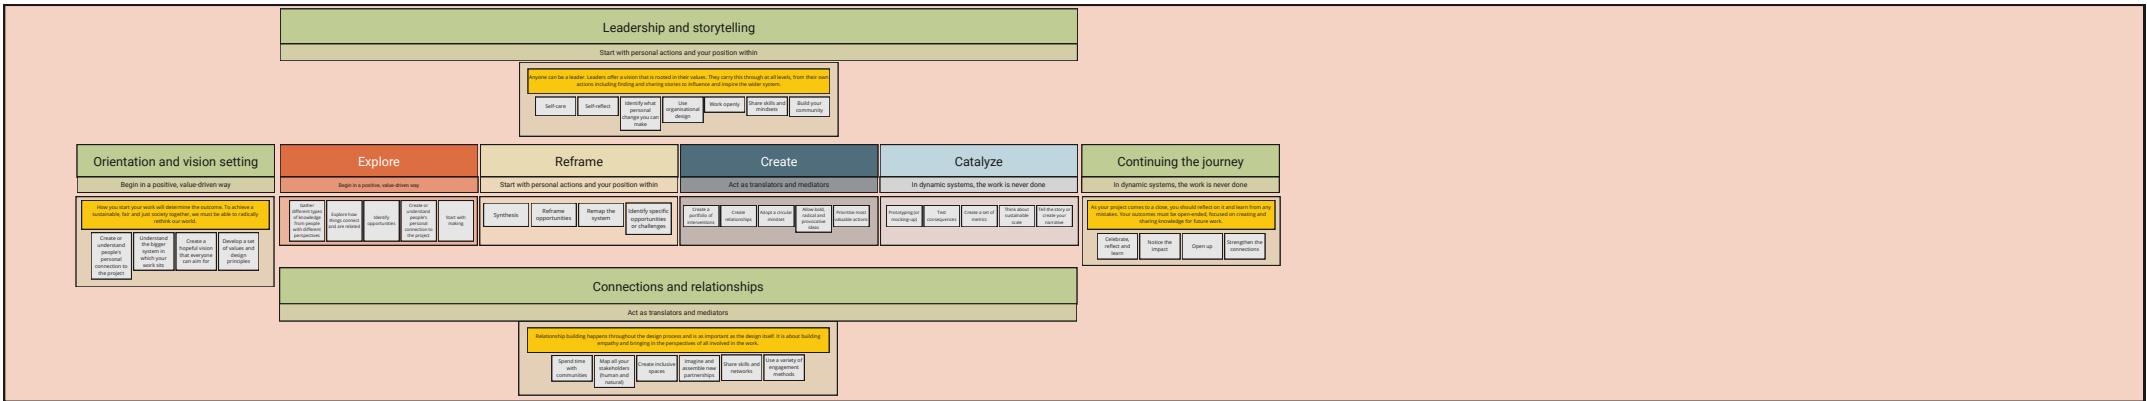 Leadership and storytelling
Start with personal actions and your position within
Anyone can be a leader. Leaders offer a vision that is rooted in their values. They carry this through at all levels, from their own
actions including finding and sharing stories to influence and inspire the wider system.
Self-care
Self-reflect
Identify what
personal
change you can
make
Use
organisational
design
Work openly
Share skills and
mindsets
Build your
community
Orientation and vision setting
Begin in a positive, value-driven way
How you start your work will determine the outcome. To achieve a
sustainable, fair and just society together, we must be able to radically
rethink our world.
Create or
understand
people's
personal
connection to
the project
Understand
the bigger
system in
which your
work sits
Create a
hopeful vision
that everyone
can aim for
Develop a set
of values and
design
principles
Explore
Begin in a positive, value-driven way
Gather
different types
of knowledge
from people
with different
perspectives
Explore how
things connect
and are related
Identify
opportunities
Create or
understand
people's
personal
connection to
the project
Start with
making
Reframe
Start with personal actions and your position within
Synthesis
Reframe
opportunities
Remap the
system
Identify specific
opportunities
or challenges
Create
Act as translators and mediators
Create a
portfolio of
interventions
Create
relationships
Adopt a circular
mindset
Allow bold,
radical and
provocative
ideas
Prioritise most
valuable actions
Catalyze
In dynamic systems, the work is never done
Prototyping (or
mocking-up)
Test
consequences
Create a set of
metrics
Think about
sustainable
scale
Tell the story or
create your
narrative
Continuing the journey
In dynamic systems, the work is never done
As your project comes to a close, you should reflect on it and learn from any
mistakes. Your outcomes must be open-ended, focused on creating and
sharing knowledge for future work.
Celebrate,
reflect and
learn
Notice the
impact
Open up
Strengthen the
connections
Connections and relationships
Act as translators and mediators
Relationship building happens throughout the design process and is as important as the design itself. It is about building
empathy and bringing in the perspectives of all involved in the work.
Spend time
with
communities
Map all your
stakeholders
(human and
natural)
Create inclusive
spaces
Imagine and
assemble new
partnerships
Share skills and
networks
Use a variety of
engagement
methods